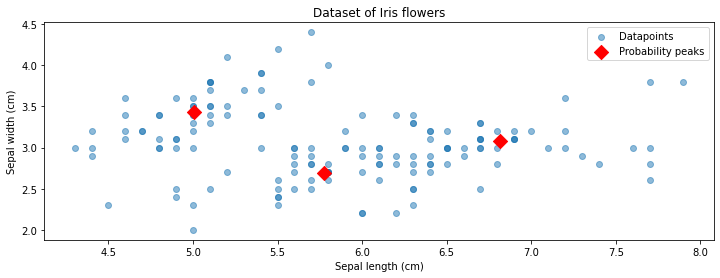 Dataset of Iris flowers
Datapoints
Probability peaks
4.5
4.0
3.5
3.0
2.5
2.0
Sepal width (cm)
4.5 5.0 5.5 6.0 6.5 7.0 7.5 8.0
Sepal length (cm)